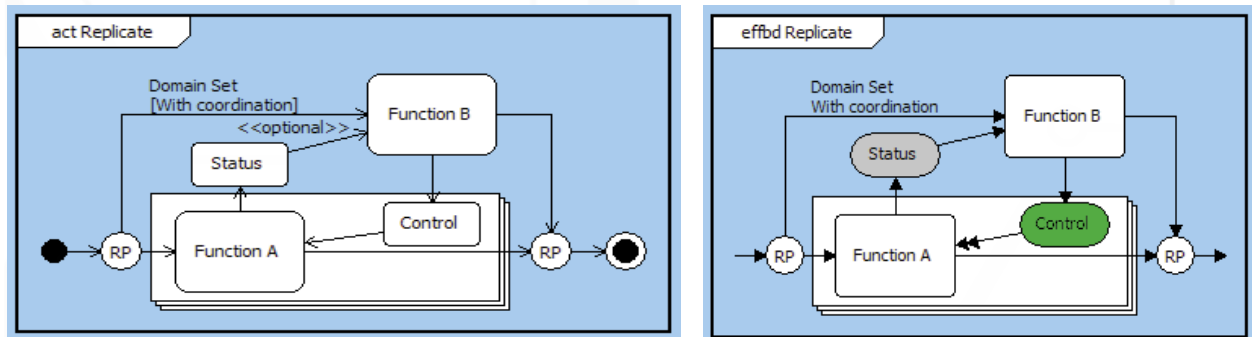 act Replicate
Domain Set
[With coordination]
<<optional>>
Function B
Status
Control
Function A
RP
RP
effbd Replicate
Domain Set
With coordination
Function B
Status
Control
Function A
RP
RP